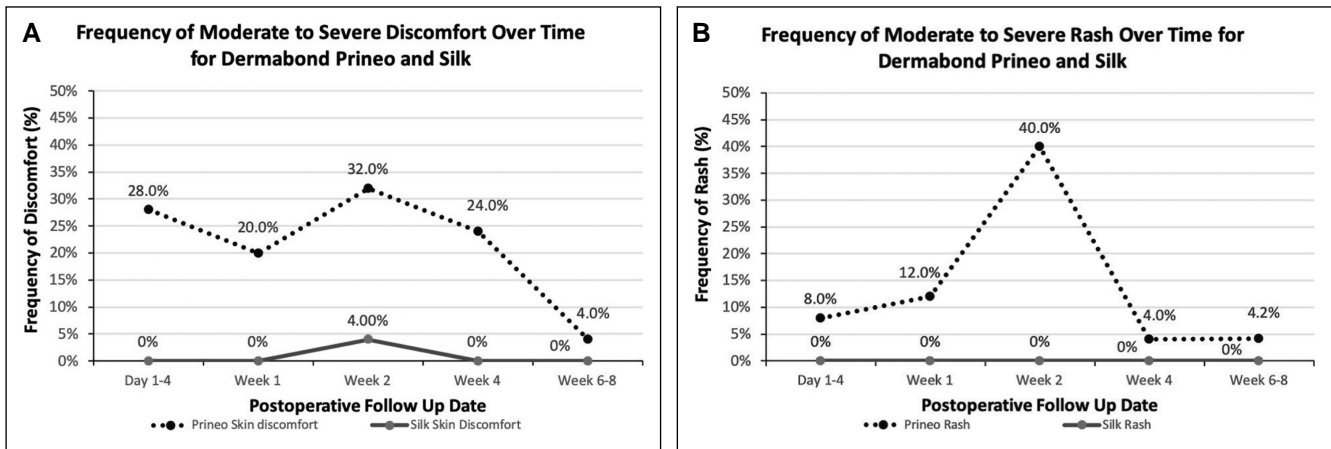 A
Frequency of Moderate to Severe Discomfort Over Time
for Dermabond Prineo and Silk
Frequency of Discomfort (%)
50%
45%
40%
35%
30%
25%
20%
15%
10%
5%
0%
28.0%
20.0%
32.0%
24.0%
4.0%
0%
0%
4.00%
0%
0%
Day 1-4
Week 1
Week 2
Week 4
Week 6-8
Postoperative Follow Up Date
Prineo Skin discomfort
Silk Skin Discomfort
B
Frequency of Moderate to Severe Rash Over Time for
Dermabond Prineo and Silk
Frequency of Rash (%)
50%
45%
40%
35%
30%
25%
20%
15%
10%
5%
0%
8.0%
12.0%
40.0%
4.0%
4.2%
0%
0%
0%
0%
0%
Day 1-4
Week 1
Week 2
Week 4
Week 6-8
Postoperative Follow Up Date
Prineo Rash
Silk Rash